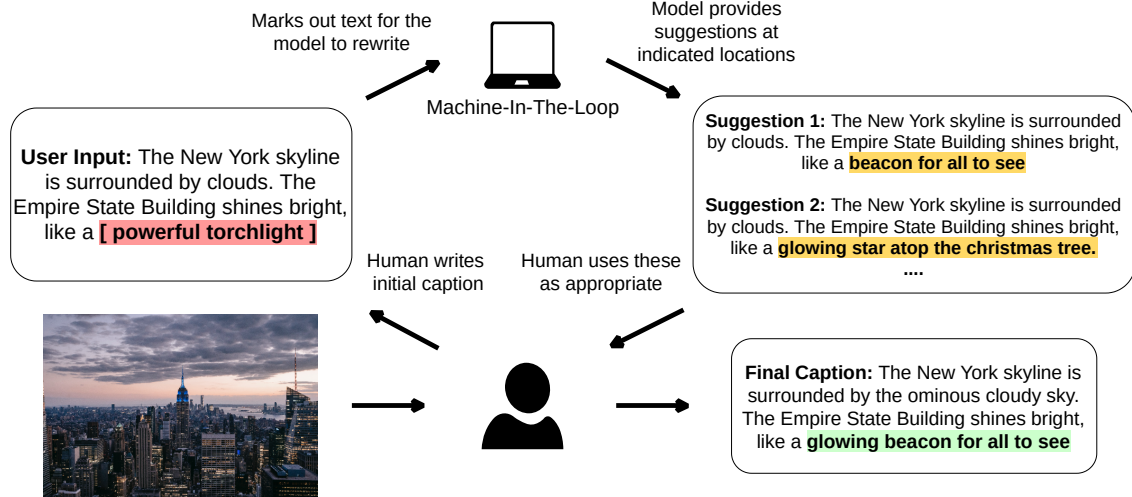 Marks out text for the
model to rewrite
Model provides
suggestions at
indicated locations
Machine-In-The-Loop
User Input: The New York skyline
is surrounded by clouds. The
Empire State Building shines bright,
like a [ powerful torchlight ]
Suggestion 1: The New York skyline is surrounded
by clouds. The Empire State Building shines bright,
like a beacon for all to see
Suggestion 2: The New York skyline is surrounded
by clouds. The Empire State Building shines bright,
like a glowing star atop the christmas tree.
....
Human writes
initial caption
Human uses these
as appropriate
Final Caption: The New York skyline is
surrounded by the ominous cloudy sky.
The Empire State Building shines bright,
like a glowing beacon for all to see